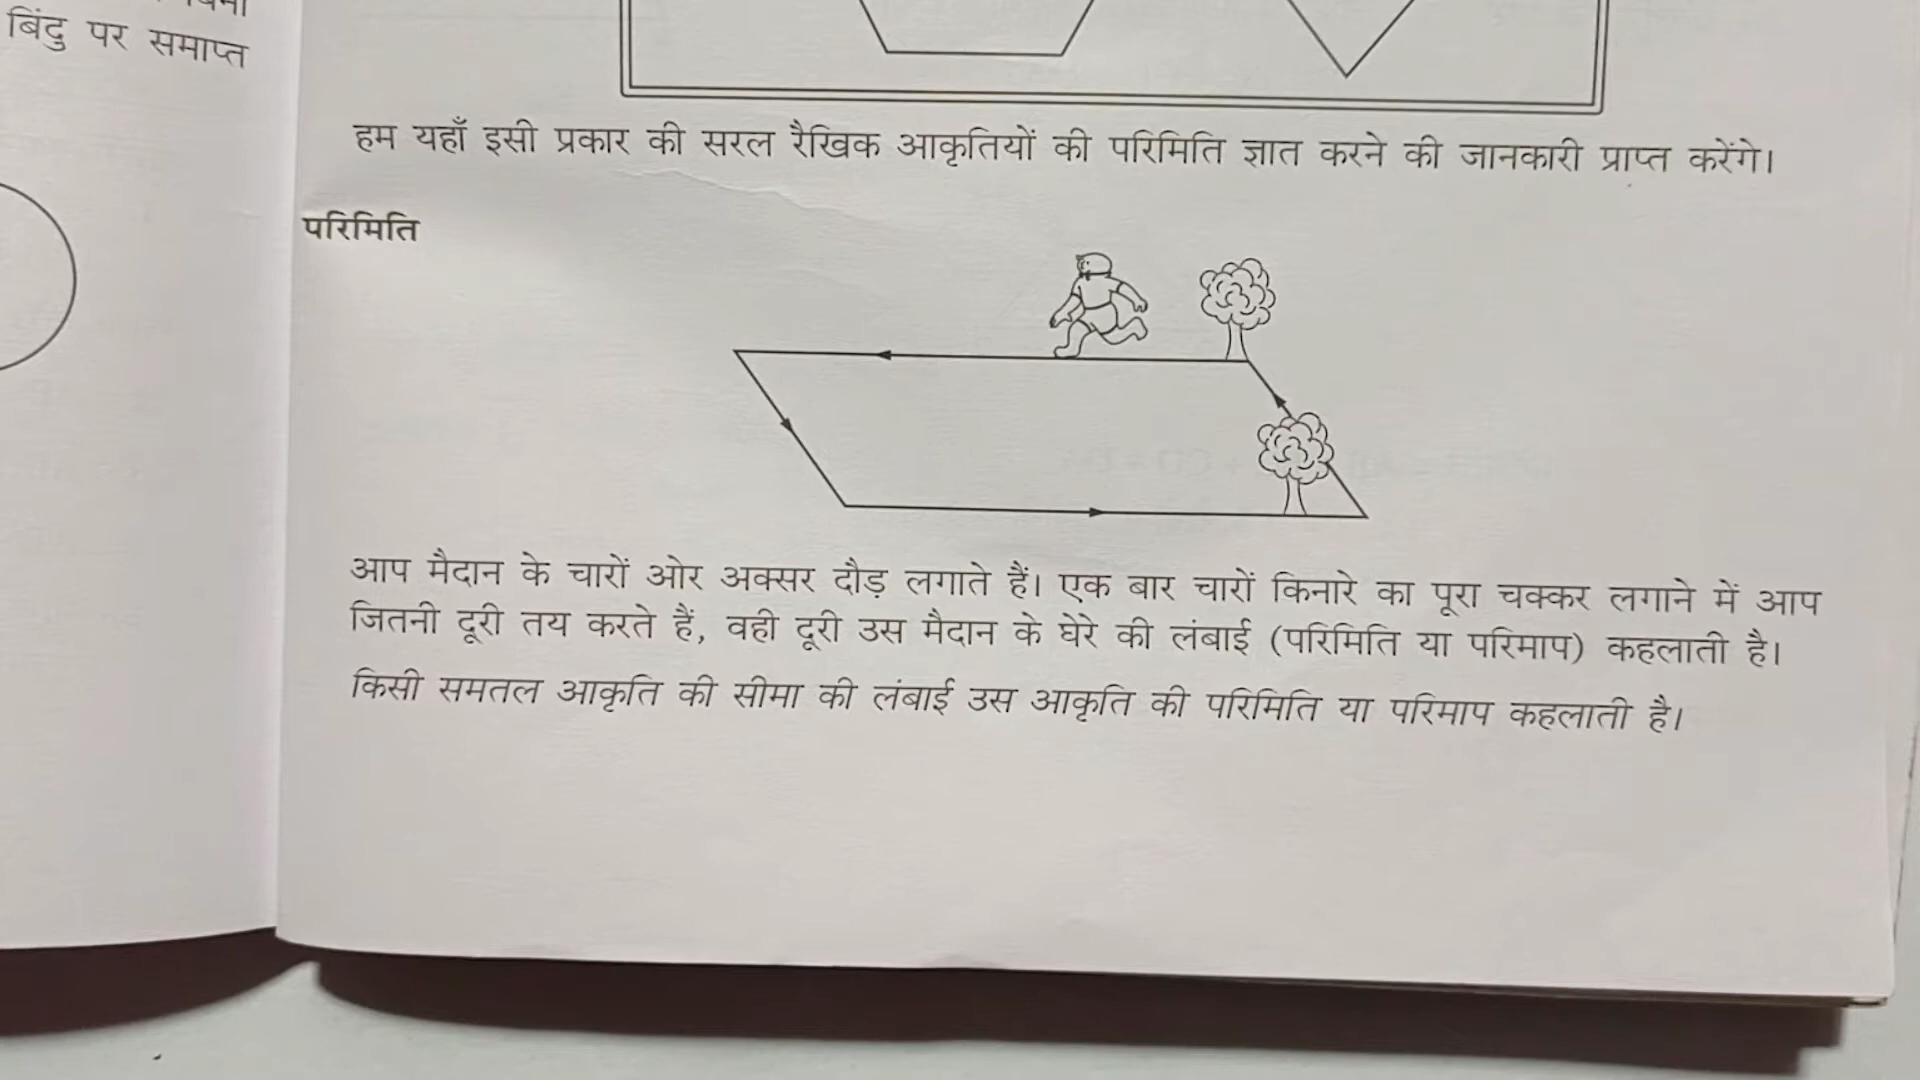 बिंदु पर समाप्त
हम यहाँ इसी प्रकार की सरल रैखिक आकृतियों की परिमिति ज्ञात करने की जानकारी प्राप्त करेंगे।
परिमिति
आप मैदान के चारों ओर अक्सर दौड़ लगाते हैं। एक बार चारों किनारे का पूरा चक्कर लगाने में आप
जितनी दूरी तय करते हैं, वही दूरी उस मैदान के घेरे की लंबाई (परिमिति या परिमाप) कहलाती है।
किसी समतल आकृति की सीमा की लंबाई उस आकृति की परिमिति या परिमाप कहलाती है।